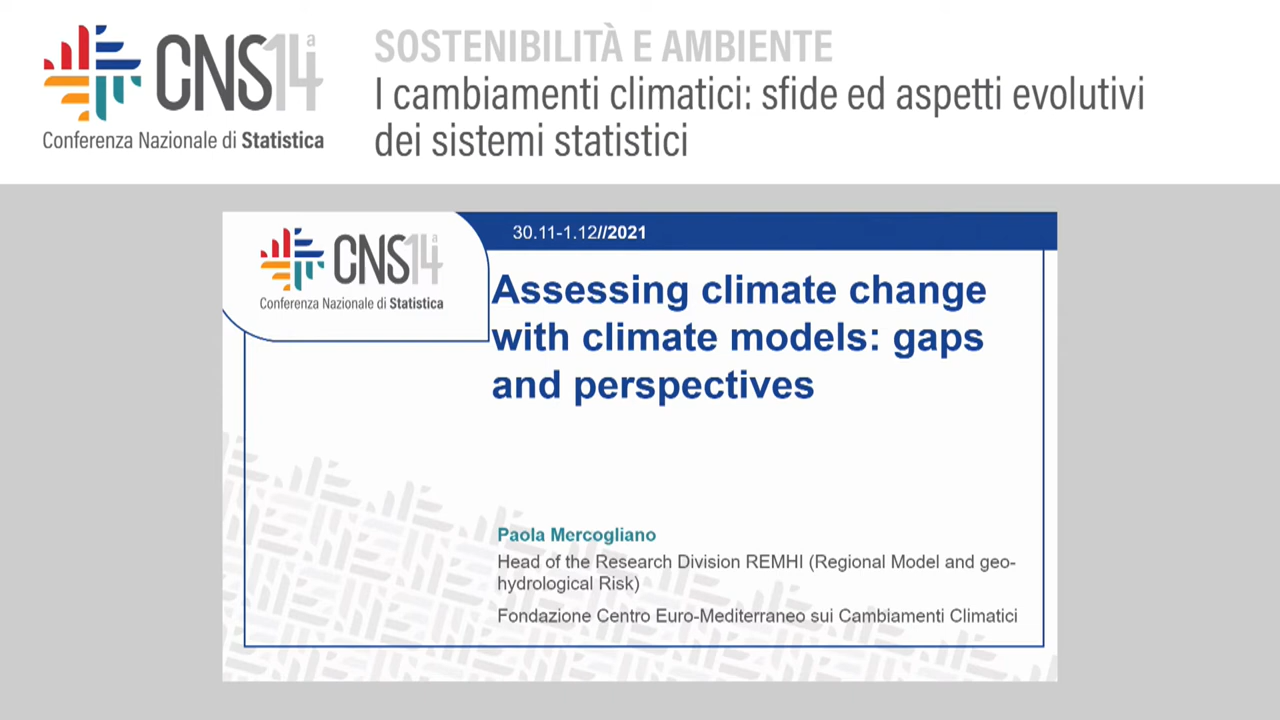 CNS14a
Conferenza Nazionale di Statistica
SOSTENIBILITÀ E AMBIENTE
I cambiamenti climatici: sfide ed aspetti evolutivi
dei sistemi statistici
CNS14a
Conferenza Nazionale di Statistica
30.11-1.12//2021
Assessing climate change
with climate models: gaps
and perspectives
Paola Mercogliano
Head of the Research Division REMHI (Regional Model and geo-
hydrological Risk)
Fondazione Centro Euro-Mediterraneo sui Cambiamenti Climatici